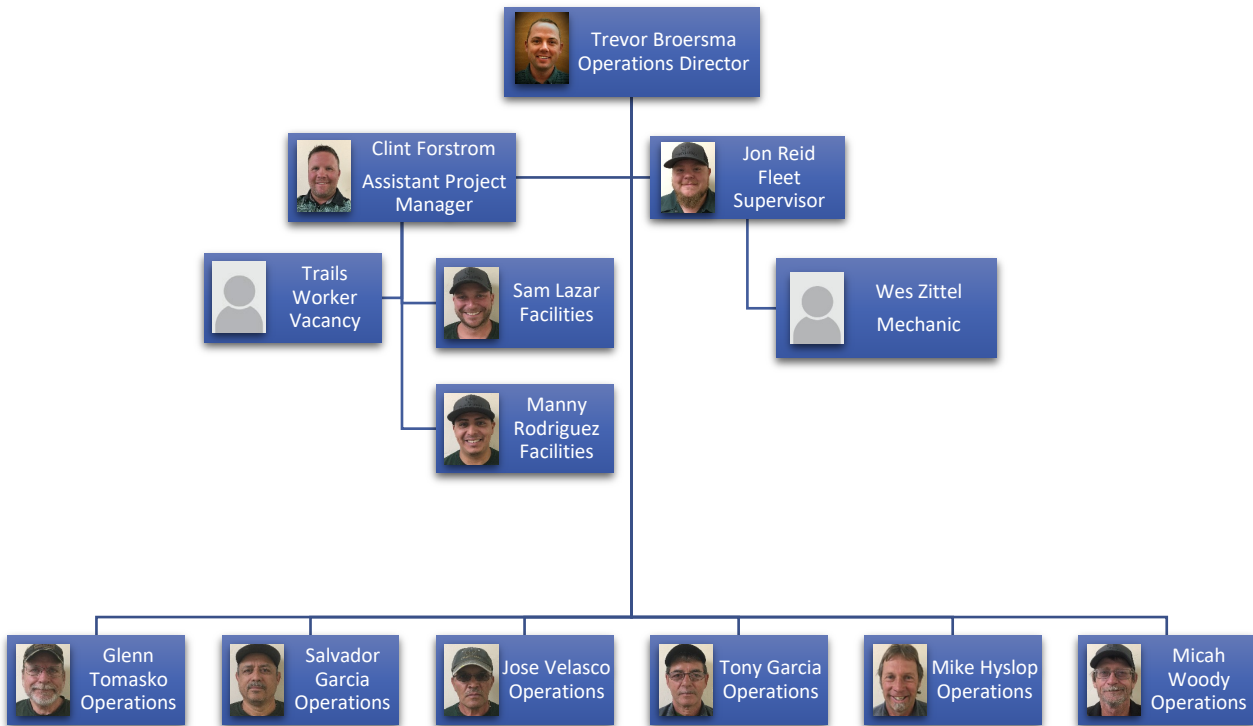 Trevor Broersma
Operations Director
Clint Forstrom
Assistant Project
Manager
Jon Reid
Fleet
Supervisor
Trails
Worker
Vacancy
Sam Lazar
Facilities
Wes Zittel
Mechanic
Manny
Rodriguez
Facilities
Glenn
Tomasko
Operations
Salvador
Garcia
Operations
Jose Velasco
Operations
Tony Garcia
Operations
Mike Hyslop
Operations
Micah
Woody
Operations